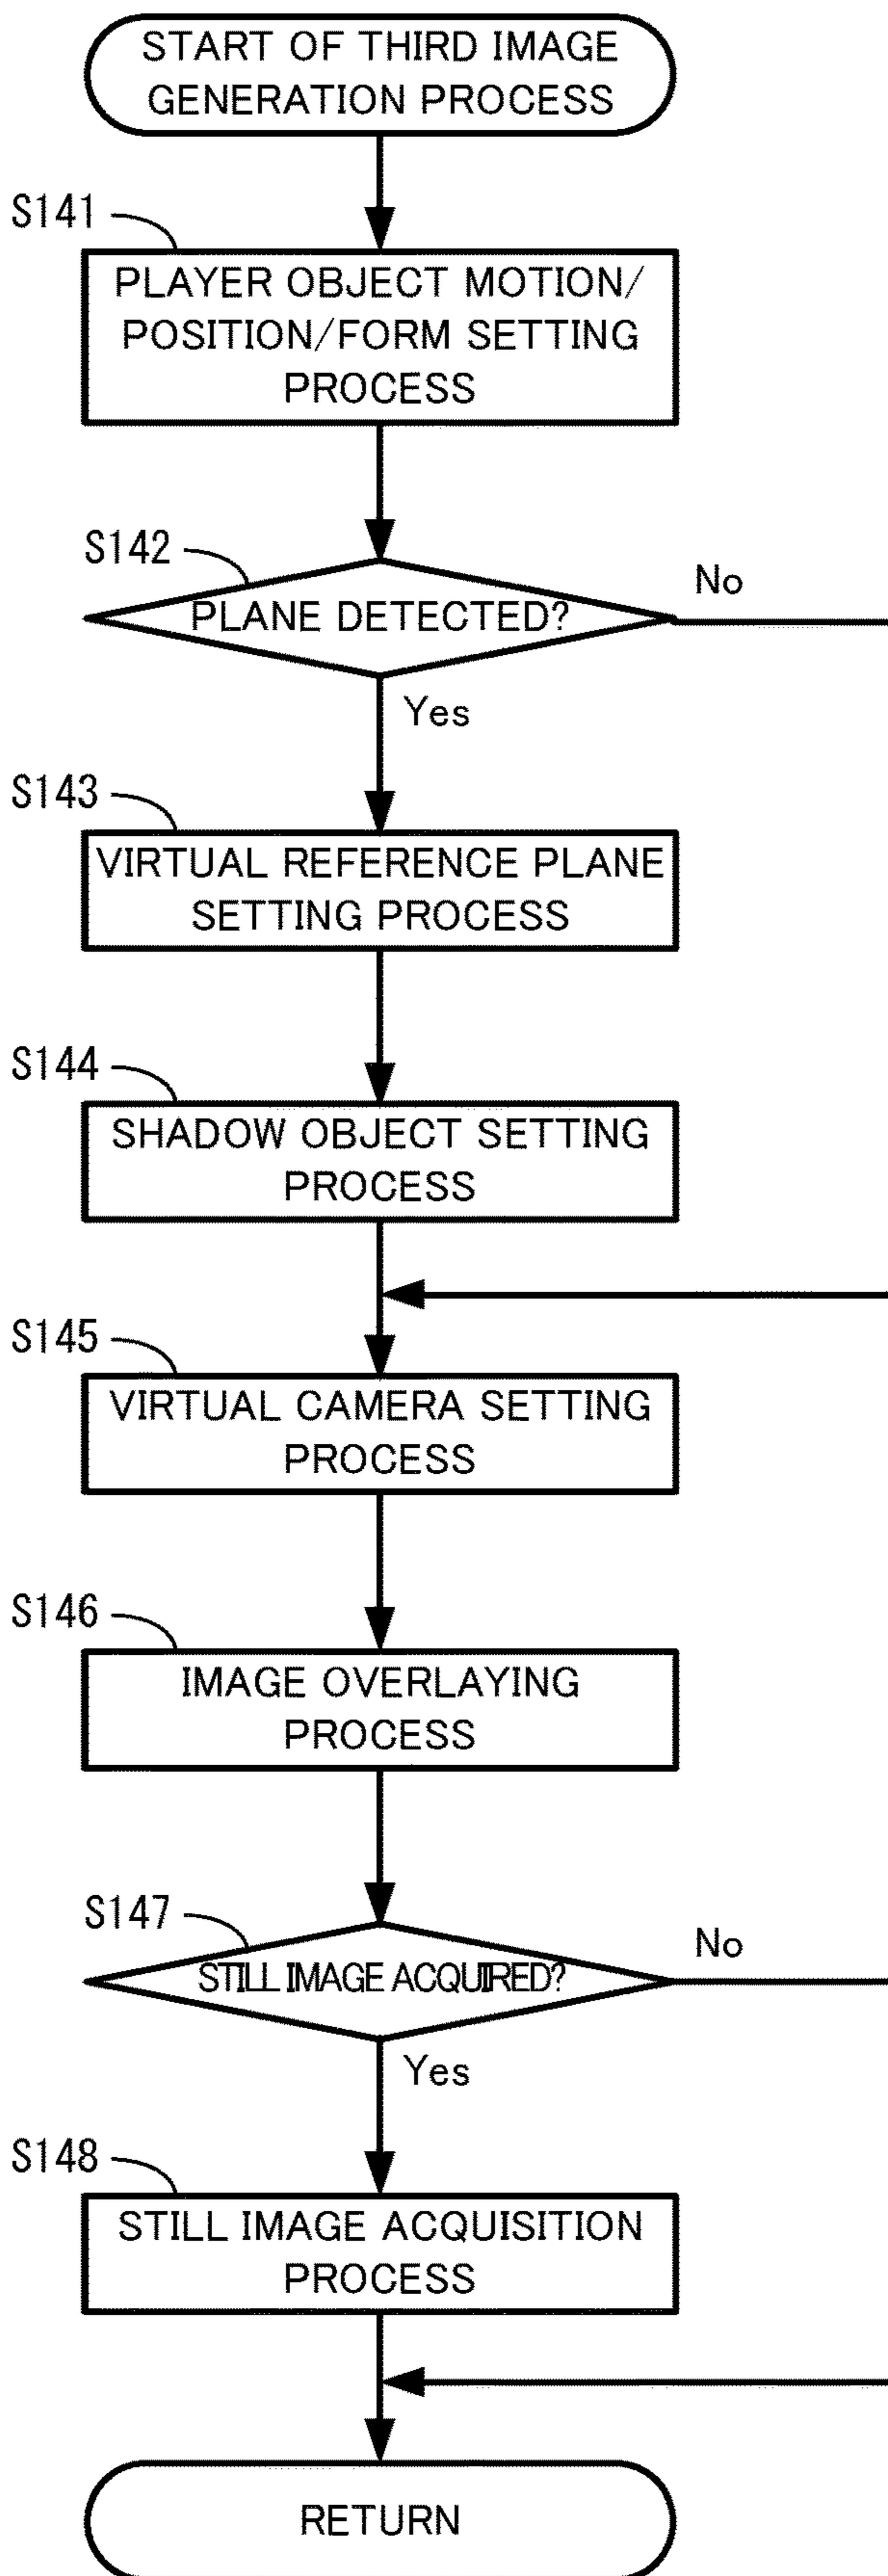 START OF THIRD IMAGE
GENERATION PROCESS
S141
PLAYER OBJECT MOTION/
POSITION/FORM SETTING
PROCESS
S142
PLANE DETECTED?
No
Yes
S143
VIRTUAL REFERENCE PLANE
SETTING PROCESS
S144
SHADOW OBJECT SETTING
PROCESS
S145
VIRTUAL CAMERA SETTING
PROCESS
S146
IMAGE OVERLAYING
PROCESS
S147
STILL IMAGE ACQUIRED?
No
Yes
S148
STILL IMAGE ACQUISITION
PROCESS
RETURN